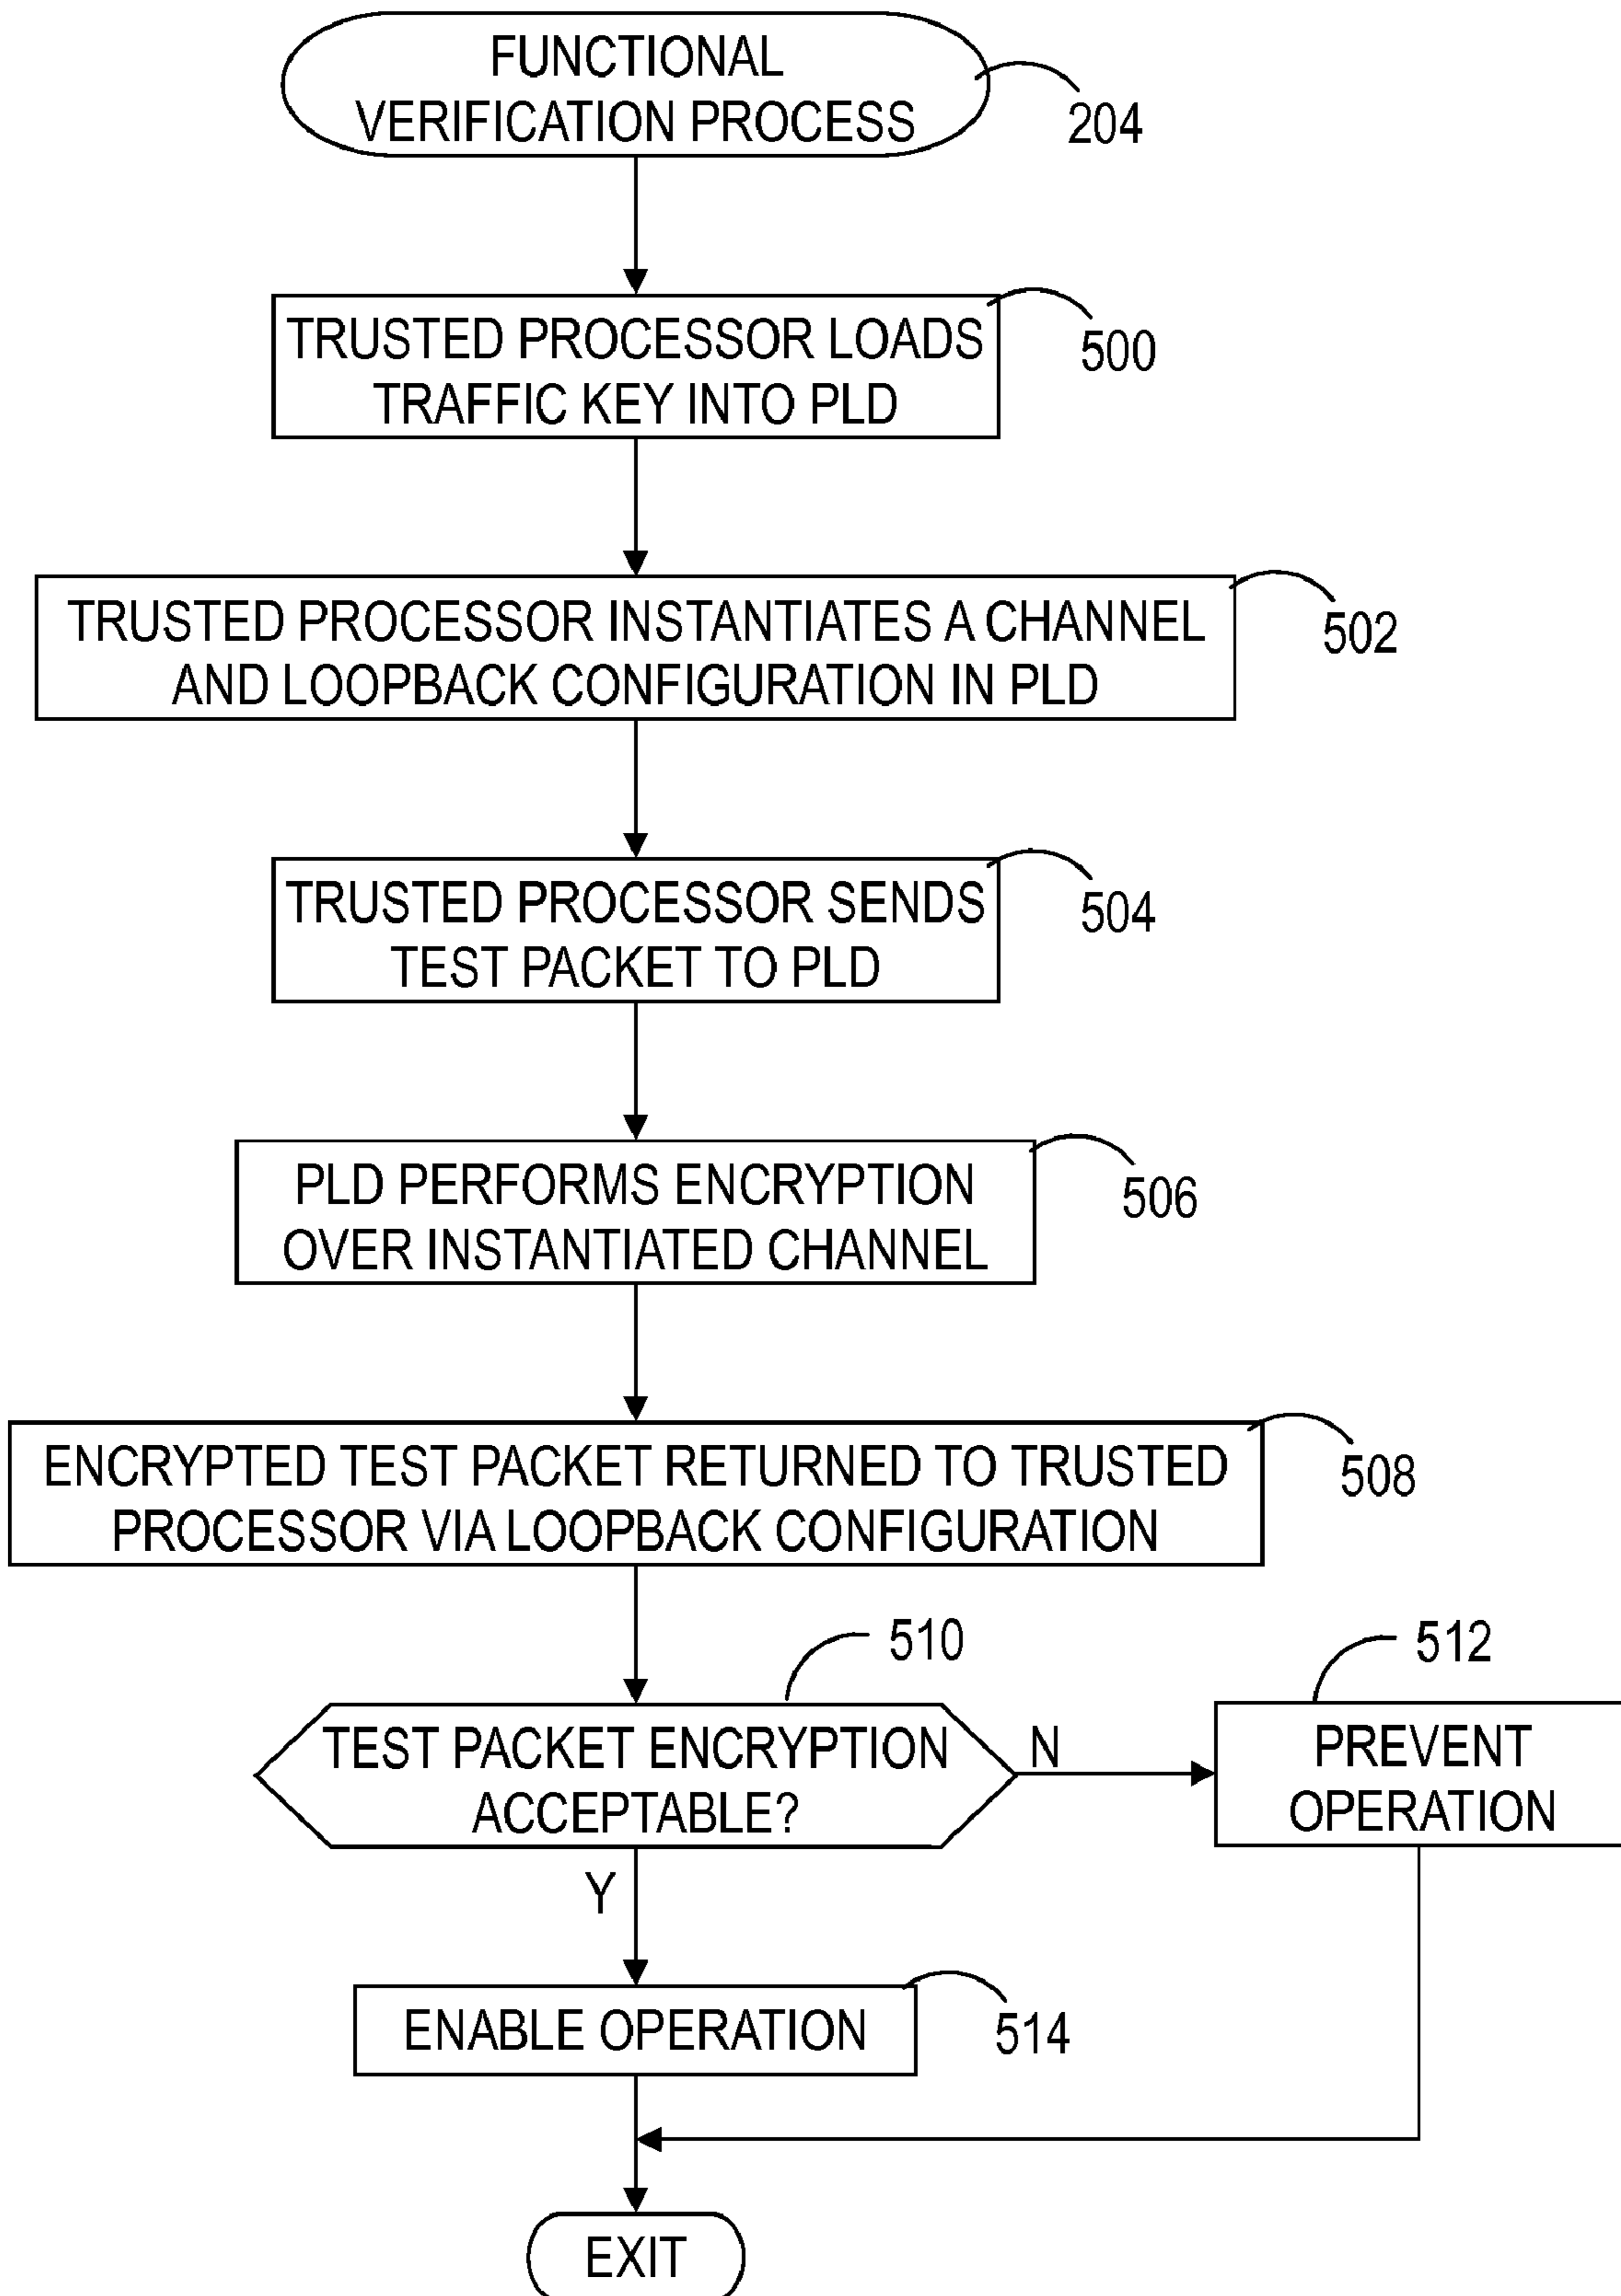 FUNCTIONAL
VERIFICATION PROCESS
204
TRUSTED PROCESSOR LOADS
TRAFFIC KEY INTO PLD
500
TRUSTED PROCESSOR INSTANTIATES A CHANNEL
AND LOOPBACK CONFIGURATION IN PLD
502
TRUSTED PROCESSOR SENDS
TEST PACKET TO PLD
504
PLD PERFORMS ENCRYPTION
OVER INSTANTIATED CHANNEL
506
ENCRYPTED TEST PACKET RETURNED TO TRUSTED
PROCESSOR VIA LOOPBACK CONFIGURATION
508
510
TEST PACKET ENCRYPTION
ACCEPTABLE?
N
512
PREVENT
OPERATION
Y
ENABLE OPERATION
514
EXIT